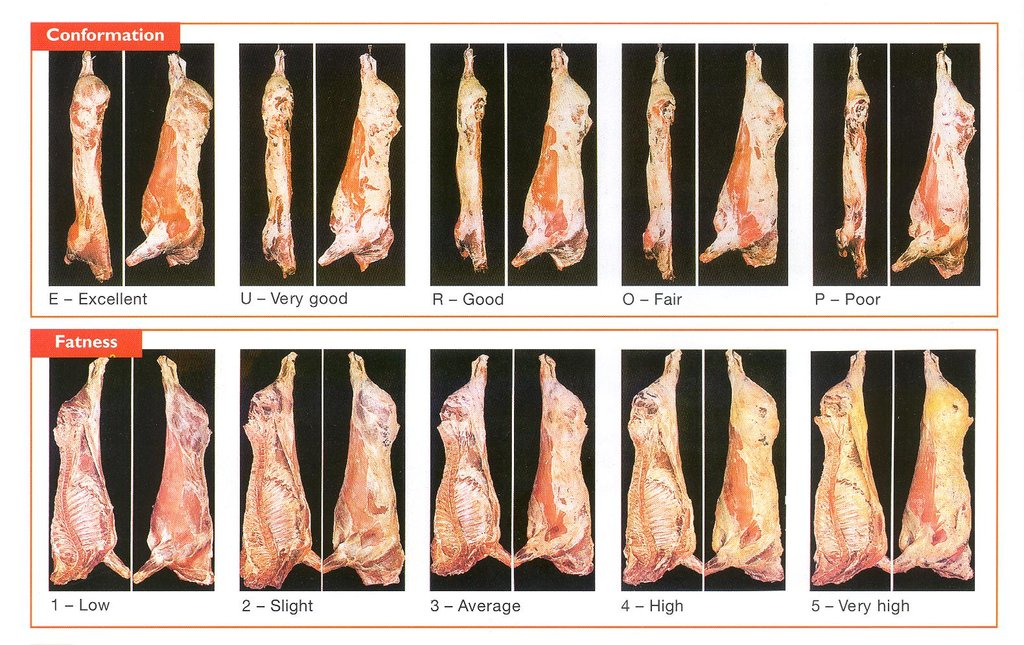 Conformation
E – Excellent
U – Very good
R – Good
O – Fair
P – Poor
Fatness
1 – Low
2 – Slight
3 – Average
4 – High
5 – Very high